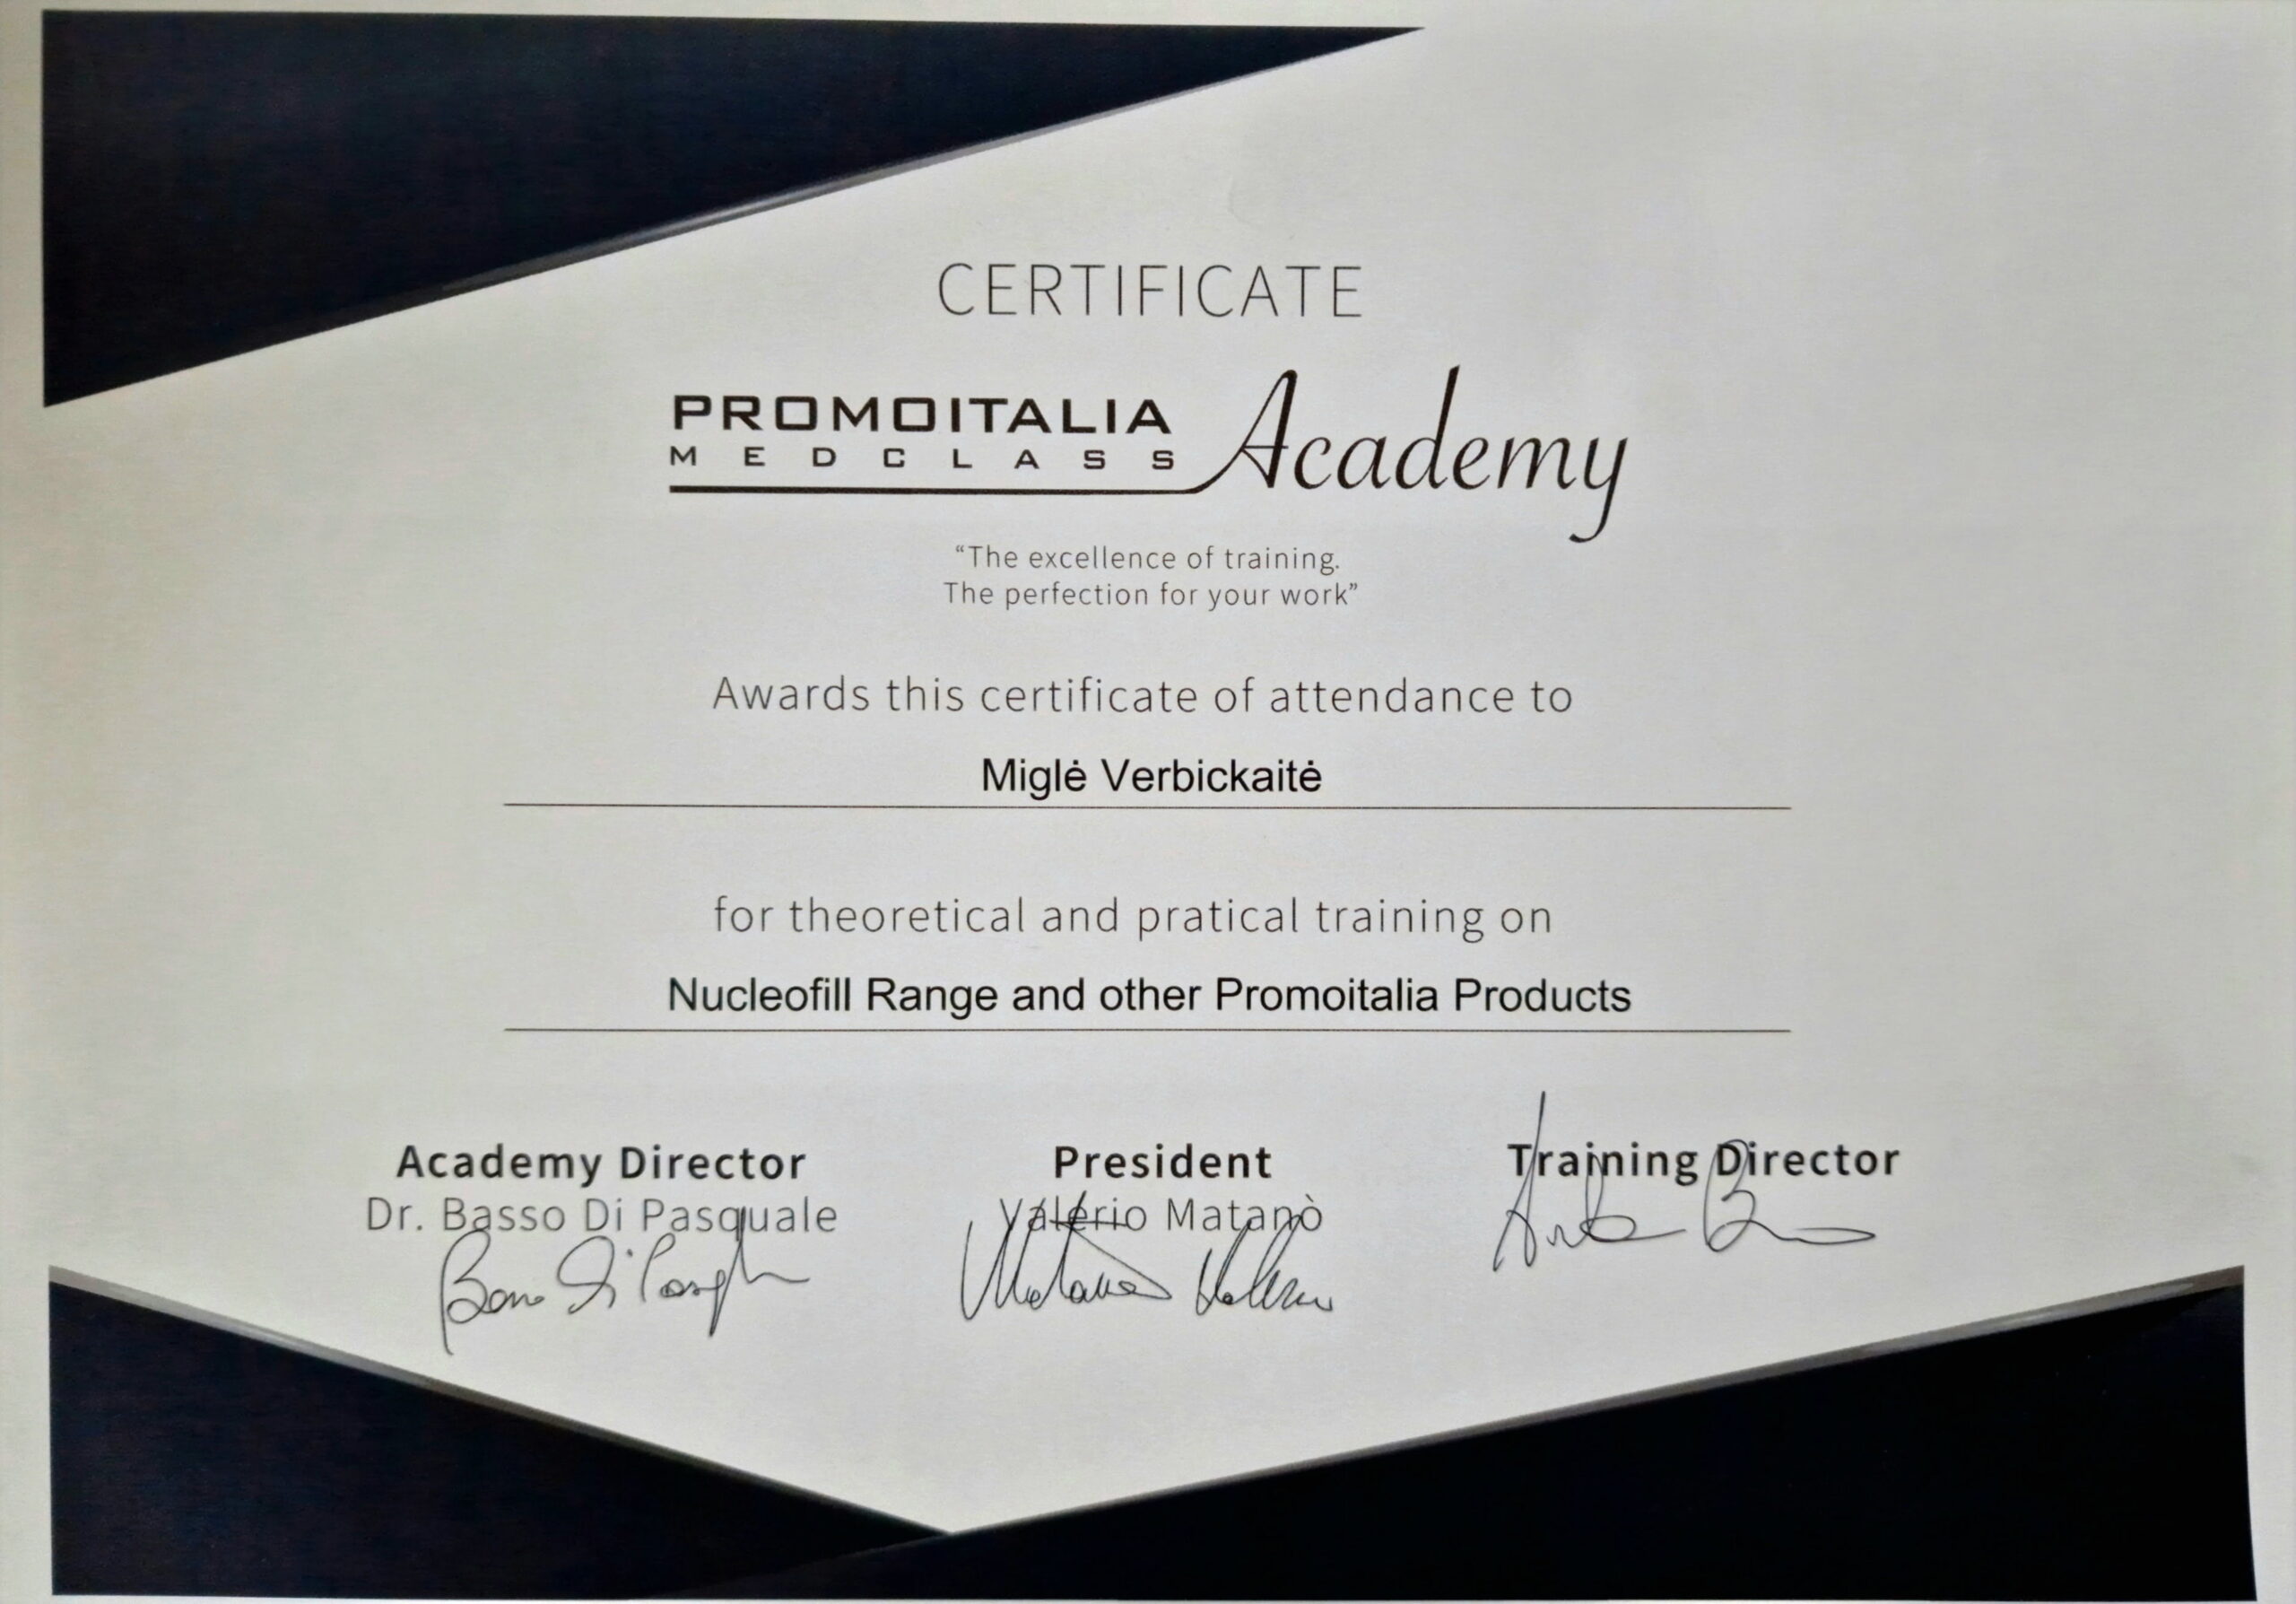 CERTIFICATE
PROMOITALIA
MEDCLASS
Academy
“The excellence of training.
The perfection for your work”
Awards this certificate of attendance to
Miglė Verbickaitė
for theoretical and pratical training on
Nucleofill Range and other Promoitalia Products
Academy Director
President
Training Director
Dr. Basso Di Pasquale
Valerio Matanò